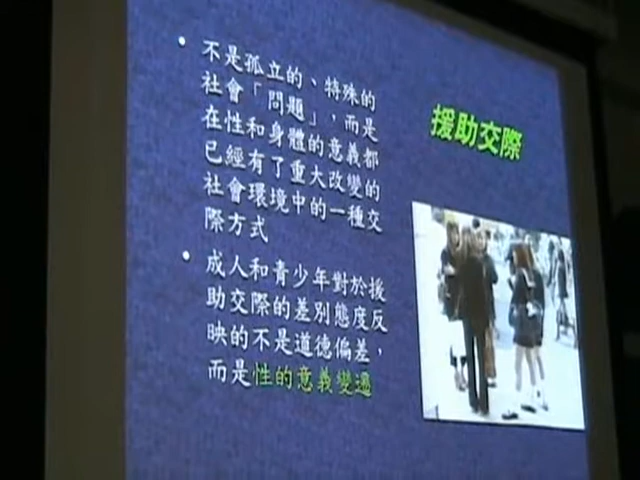 援助交際
不是孤立的、特殊的
社會「問題」，而是
在性和身體的意義都
已經有了重大改變的
社會環境中的一種交
際方式
成人和青少年對於援
助交際的差別態度反
映的不是道德偏差，
而是性的意義變遷